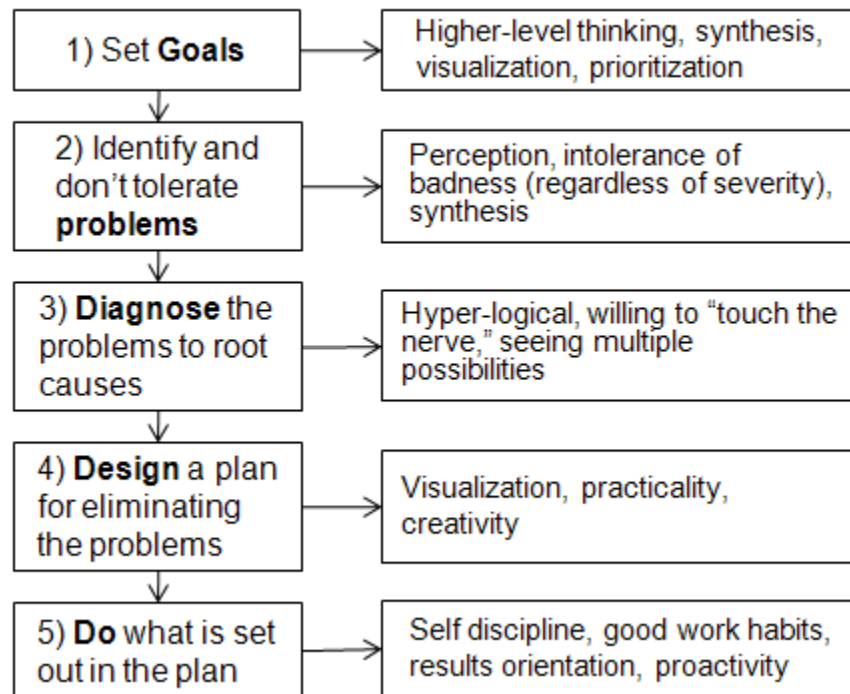 1) Set Goals
Higher-level thinking, synthesis,
visualization, prioritization
2) Identify and
don't tolerate
problems
Perception, intolerance of
badness (regardless of severity),
synthesis
3) Diagnose the
problems to root
causes
Hyper-logical, willing to “touch the
nerve,” seeing multiple
possibilities
4) Design a plan
for eliminating
the problems
Visualization, practicality,
creativity
5) Do what is set
out in the plan
Self discipline, good work habits,
results orientation, proactivity